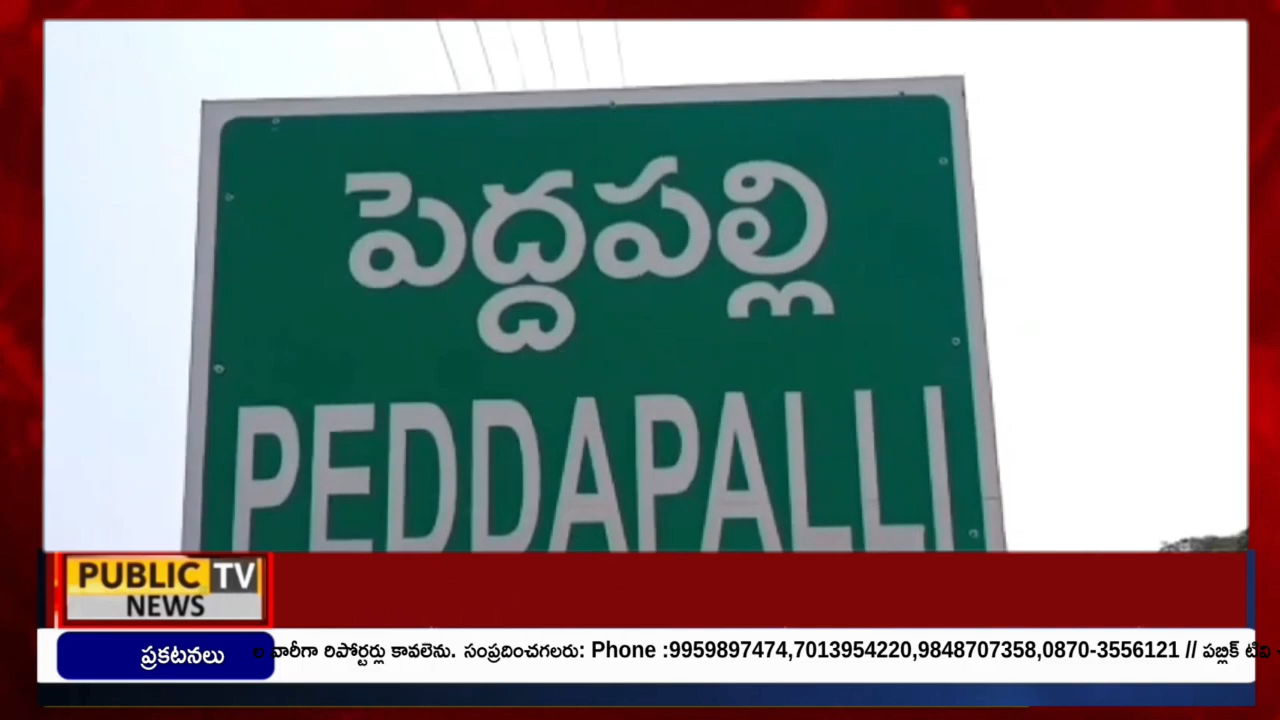 పెద్దపల్లి
PEDDAPALLI
PUBLIC TV
NEWS
ప్రకటనలు
ల వారీగా రిపోర్టర్లు కావలెను. సంప్రదించగలరు: Phone :9959897474,7013954220,9848707358,0870-3556121 // పబ్లిక్ టివి